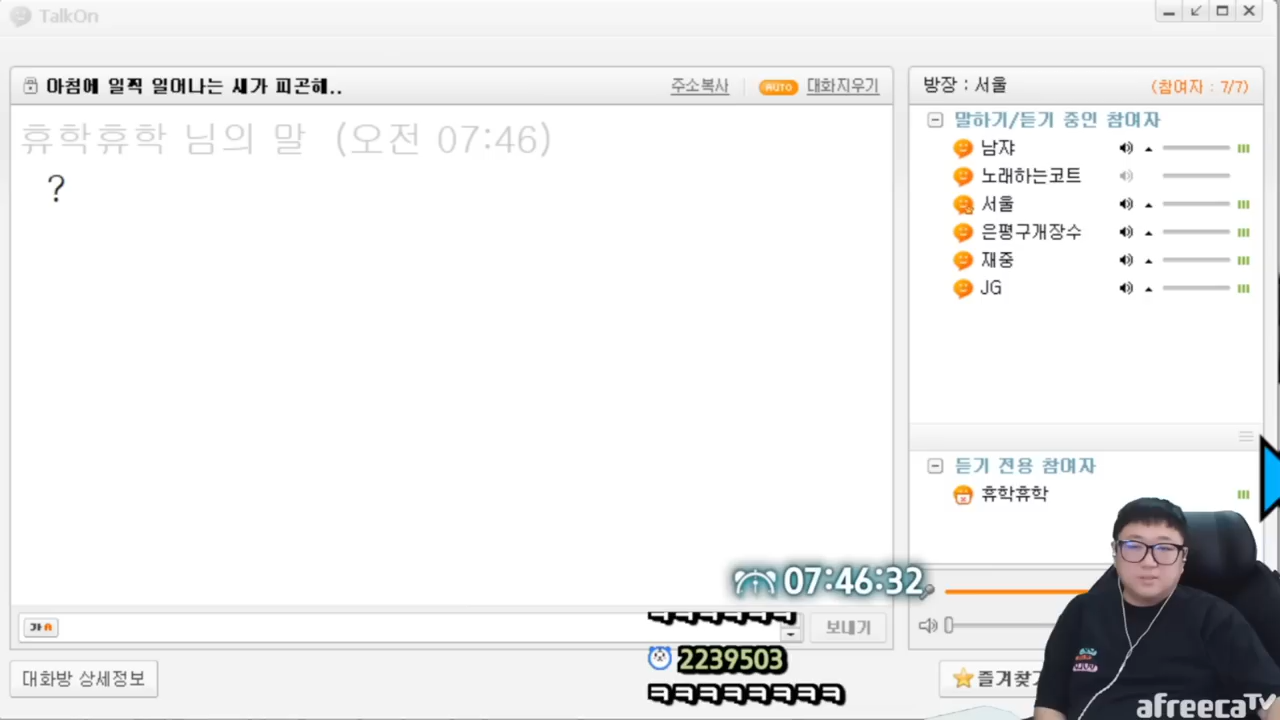 TalkOn
아침에 일찍 일어나는 새가 피곤해..
주소복사
AUTO 대화지우기
휴학휴학 님의 말 (오전 07:46)
?
방장 : 서울
(참여자 : 7/7)
말하기/듣기 중인 참여자
남쟈
노래하는코트
서울
은평구개장수
재중
JG
듣기 전용 참여자
휴학휴학
07:46:32
가
보내기
2239503
ㅋㅋㅋㅋㅋㅋㅋㅋ
대화방 상세정보
즐겨찾기
afreecaTV